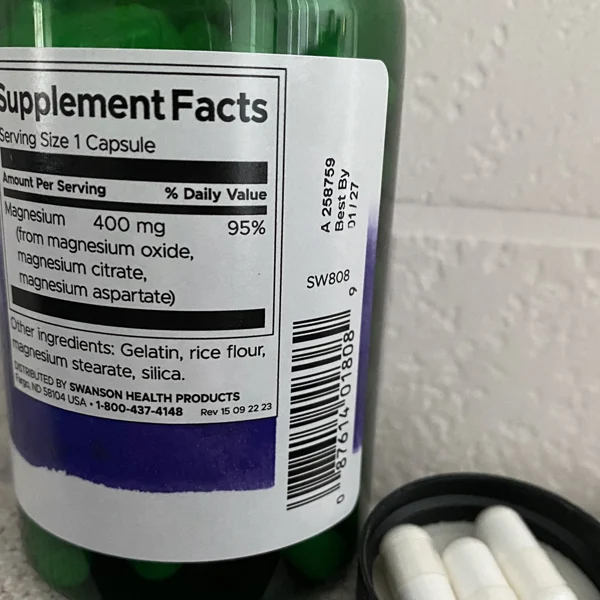 Supplement Facts
Serving Size 1 Capsule
Amount Per Serving % Daily Value
Magnesium 400 mg 95%
(from magnesium oxide,
magnesium citrate,
magnesium aspartate)
Other ingredients: Gelatin, rice flour,
magnesium stearate, silica.
DISTRIBUTED BY SWANSON HEALTH PRODUCTS
Fargo, ND 58104 USA • 1-800-437-4148 Rev 15 09 22 23
A 258759
Best By
01/27
SW808
0 87614 01808 9